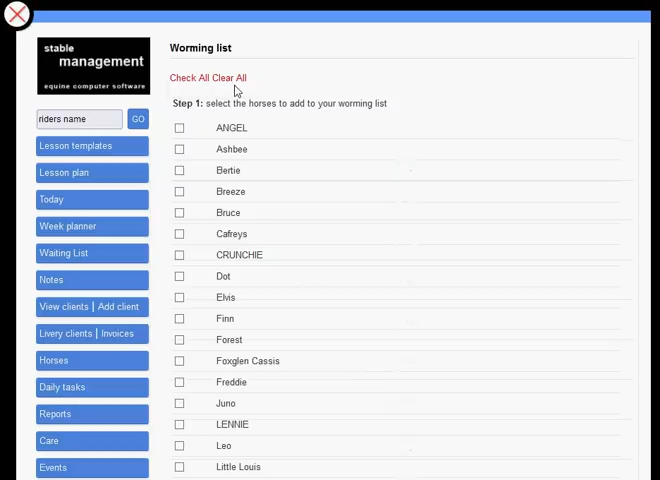 stable
management
equine computer software
riders name GO
Lesson templates
Lesson plan
Today
Week planner
Waiting List
Notes
View clients | Add client
Livery clients | Invoices
Horses
Daily tasks
Reports
Care
Events
Worming list
Check All Clear All
Step 1: select the horses to add to your worming list
ANGEL
Ashbee
Bertie
Breeze
Bruce
Cafreys
CRUNCHIE
Dot
Elvis
Finn
Forest
Foxglen Cassis
Freddie
Juno
LENNIE
Leo
Little Louis